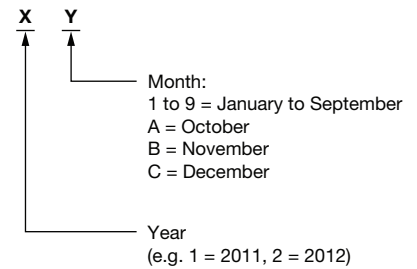 X Y
Month:
1 to 9 = January to September
A = October
B = November
C = December
Year
(e.g. 1 = 2011, 2 = 2012)